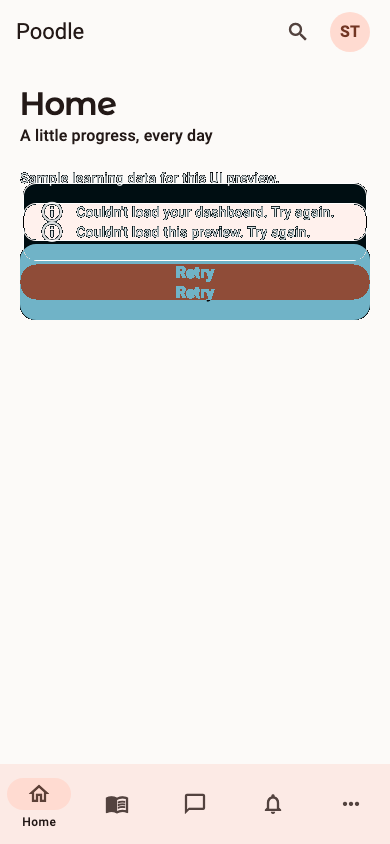 Poodle
ST
Home
A little progress, every day
Sample learning data for this UI preview.
Couldn't load your dashboard. Try again.
Couldn't load this preview. Try again.
Retry
Retry
Home